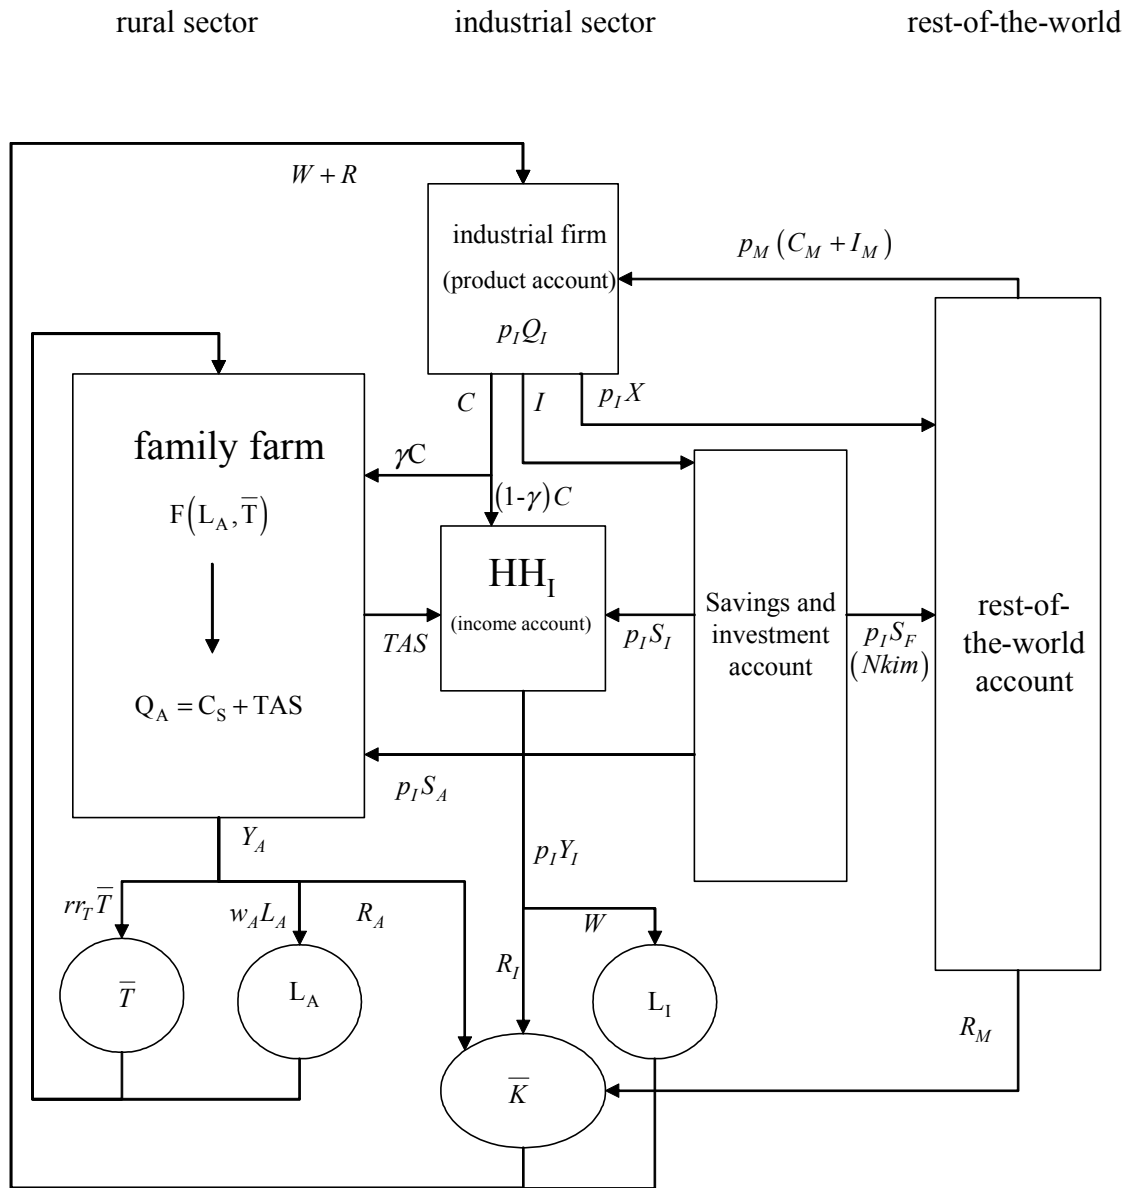 rural sector
industrial sector
rest-of-the-world
W + R
industrial firm
(product account)
p_I Q_I
p_M (C_M + I_M)
C
I
p_I X
family farm
F(L_A, T̅)
Q_A = C_S + TAS
γC
(1-γ)C
HH_I
(income account)
TAS
p_I S_I
Savings and
investment
account
p_I S_F
(Nkim)
rest-of-
the-world
account
p_I S_A
Y_A
p_I Y_I
rr_T T̅
w_A L_A
R_A
W
R_I
T̅
L_A
L_I
R_M
K̅